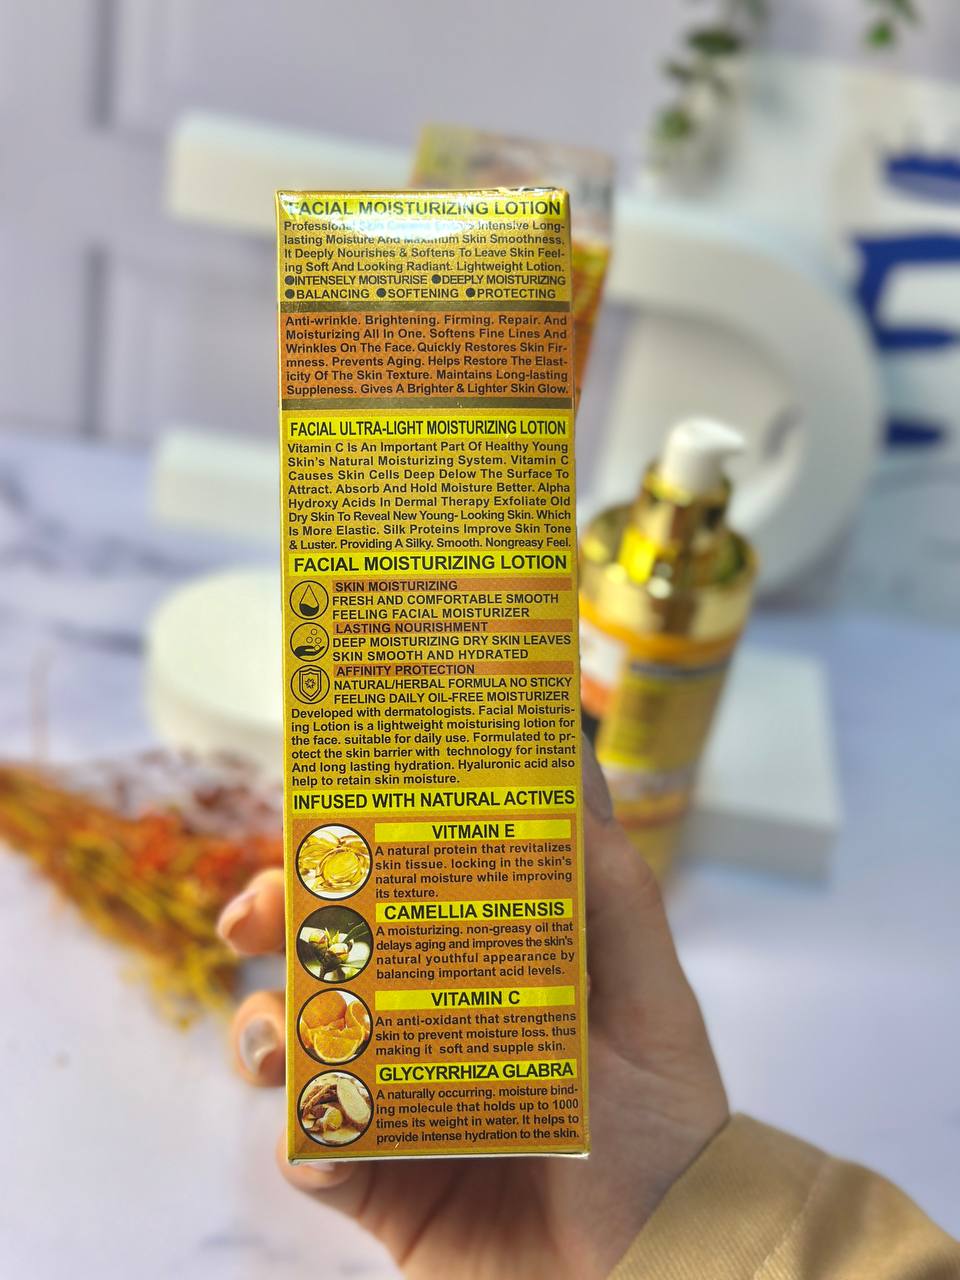 FACIAL MOISTURIZING LOTION
Professional Skin Intensive Long-
lasting Moisture And Maximum Skin Smoothness.
It Deeply Nourishes & Softens To Leave Skin Feel-
ing Soft And Looking Radiant. Lightweight Lotion.
●INTENSELY MOISTURISE ●DEEPLY MOISTURIZING
●BALANCING ●SOFTENING ●PROTECTING
Anti-wrinkle. Brightening. Firming. Repair. And
Moisturizing All In One. Softens Fine Lines And
Wrinkles On The Face. Quickly Restores Skin Fir-
mness. Prevents Aging. Helps Restore The Elast-
icity Of The Skin Texture. Maintains Long-lasting
Suppleness. Gives A Brighter & Lighter Skin Glow.
FACIAL ULTRA-LIGHT MOISTURIZING LOTION
Vitamin C Is An Important Part Of Healthy Young
Skin's Natural Moisturizing System. Vitamin C
Causes Skin Cells Deep Delow The Surface To
Attract. Absorb And Hold Moisture Better. Alpha
Hydroxy Acids In Dermal Therapy Exfoliate Old
Dry Skin To Reveal New Young- Looking Skin. Which
Is More Elastic. Silk Proteins Improve Skin Tone
& Luster. Providing A Silky. Smooth. Nongreasy Feel.
FACIAL MOISTURIZING LOTION
SKIN MOISTURIZING
FRESH AND COMFORTABLE SMOOTH
FEELING FACIAL MOISTURIZER
LASTING NOURISHMENT
DEEP MOISTURIZING DRY SKIN LEAVES
SKIN SMOOTH AND HYDRATED
AFFINITY PROTECTION
NATURAL/HERBAL FORMULA NO STICKY
FEELING DAILY OIL-FREE MOISTURIZER
Developed with dermatologists. Facial Moisturis-
ing Lotion is a lightweight moisturising lotion for
the face. suitable for daily use. Formulated to pr-
otect the skin barrier with technology for instant
And long lasting hydration. Hyaluronic acid also
help to retain skin moisture.
INFUSED WITH NATURAL ACTIVES
VITMAIN E
A natural protein that revitalizes
skin tissue. locking in the skin's
natural moisture while improving
its texture.
CAMELLIA SINENSIS
A moisturizing. non-greasy oil that
delays aging and improves the skin's
natural youthful appearance by
balancing important acid levels.
VITAMIN C
An anti-oxidant that strengthens
skin to prevent moisture loss. thus
making it soft and supple skin.
GLYCYRRHIZA GLABRA
A naturally occurring. moisture bind-
ing molecule that holds up to 1000
times its weight in water. It helps to
provide intense hydration to the skin.